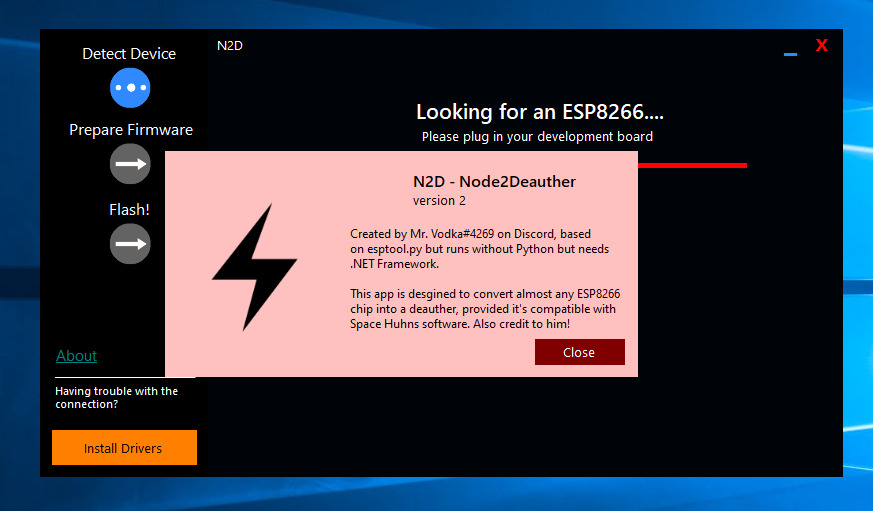 Detect Device
N2D
X
Looking for an ESP8266....
Please plug in your development board
Prepare Firmware
Flash!
N2D - Node2Deauther
version 2
Created by Mr. Vodka#4269 on Discord, based
on esptool.py but runs without Python but needs
.NET Framework.
This app is desgined to convert almost any ESP8266
chip into a deauther, provided it's compatible with
Space Huhns software. Also credit to him!
Close
About
Having trouble with the
connection?
Install Drivers